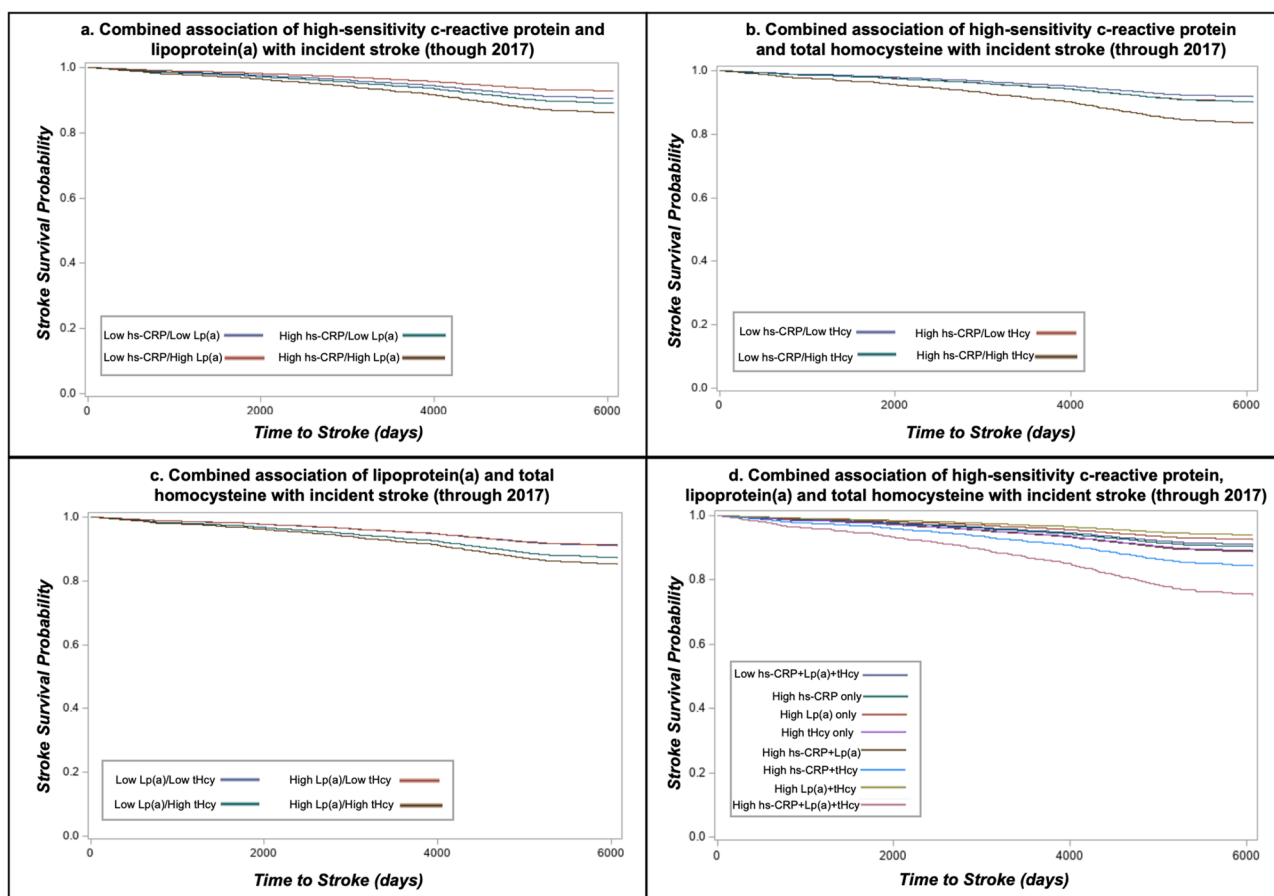 a. Combined association of high-sensitivity c-reactive protein and
lipoprotein(a) with incident stroke (though 2017)
Stroke Survival Probability
1.0
0.8
0.6
0.4
0.2
0.0
Low hs-CRP/Low Lp(a)
High hs-CRP/Low Lp(a)
Low hs-CRP/High Lp(a)
High hs-CRP/High Lp(a)
0
2000
4000
6000
Time to Stroke (days)
b. Combined association of high-sensitivity c-reactive protein
and total homocysteine with incident stroke (through 2017)
Stroke Survival Probability
1.0
0.8
0.6
0.4
0.2
0.0
Low hs-CRP/Low tHcy
High hs-CRP/Low tHcy
Low hs-CRP/High tHcy
High hs-CRP/High tHcy
0
2000
4000
6000
Time to Stroke (days)
c. Combined association of lipoprotein(a) and total
homocysteine with incident stroke (through 2017)
Stroke Survival Probability
1.0
0.8
0.6
0.4
0.2
0.0
Low Lp(a)/Low tHcy
High Lp(a)/Low tHcy
Low Lp(a)/High tHcy
High Lp(a)/High tHcy
0
2000
4000
6000
Time to Stroke (days)
d. Combined association of high-sensitivity c-reactive protein,
lipoprotein(a) and total homocysteine with incident stroke (through 2017)
Stroke Survival Probability
1.0
0.8
0.6
0.4
0.2
0.0
Low hs-CRP+Lp(a)+tHcy
High hs-CRP only
High Lp(a) only
High tHcy only
High hs-CRP+Lp(a)
High hs-CRP+tHcy
High Lp(a)+tHcy
High hs-CRP+Lp(a)+tHcy
0
2000
4000
6000
Time to Stroke (days)